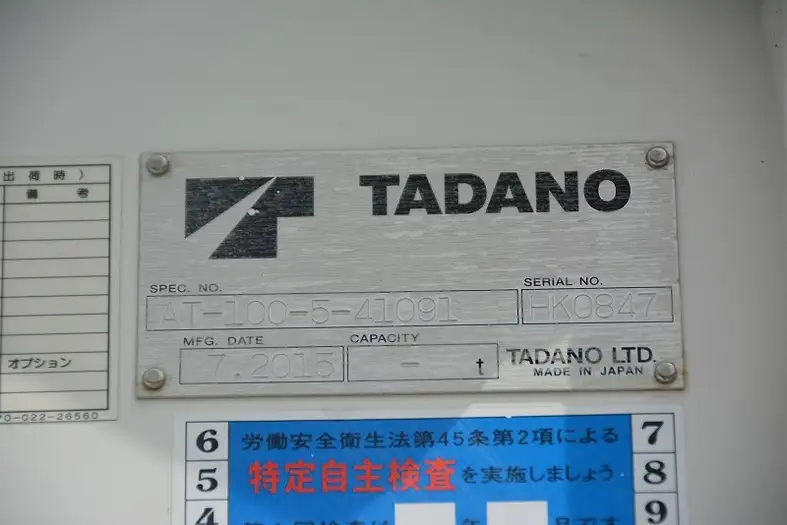 出荷時)
備考
オプション
70-022-26560
TADANO
SPEC. NO.
AT-100-5-41091
SERIAL NO.
HK0847
MFG. DATE
7.2015
CAPACITY
- t
TADANO LTD.
MADE IN JAPAN
6 労働安全衛生法第45条第2項による 7
5 特定自主検査を実施しましょう 8
4 年 月です 9